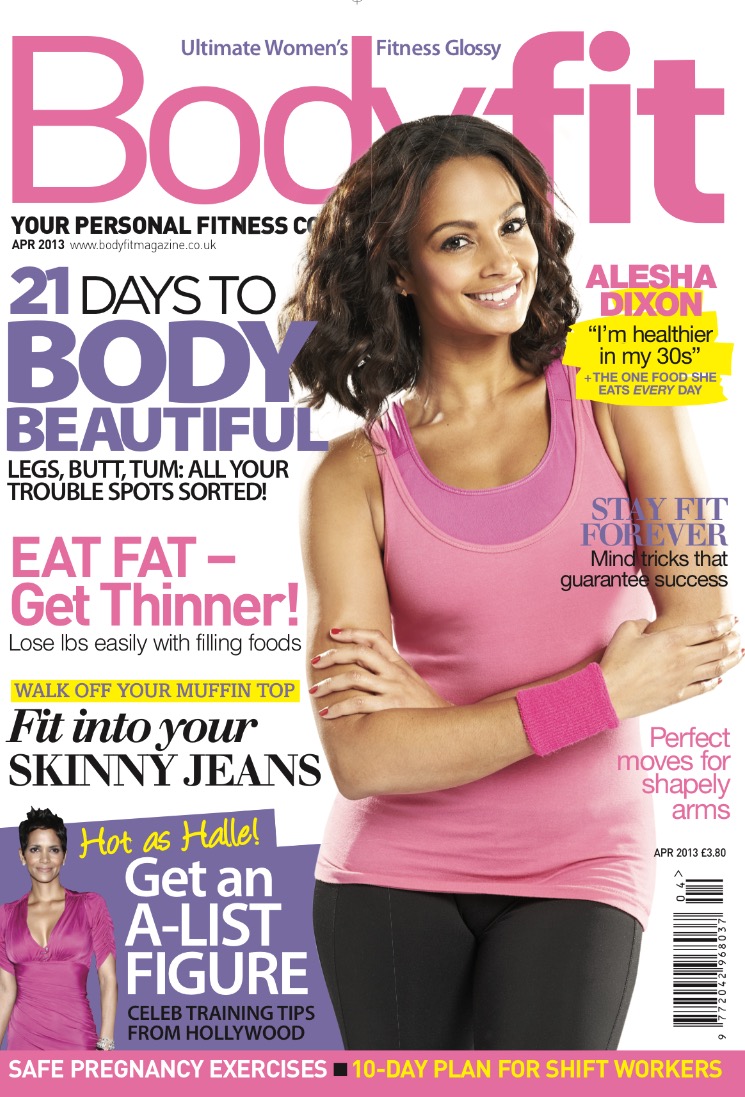 Ultimate Women's Fitness Glossy
Bodyfit
YOUR PERSONAL FITNESS CO
APR 2013 www.bodyfitmagazine.co.uk
21 DAYS TO
BODY
BEAUTIFUL
LEGS, BUTT, TUM: ALL YOUR
TROUBLE SPOTS SORTED!
EAT FAT –
Get Thinner!
Lose lbs easily with filling foods
WALK OFF YOUR MUFFIN TOP
Fit into your
SKINNY JEANS
Hot as Halle!
Get an
A-LIST
FIGURE
CELEB TRAINING TIPS
FROM HOLLYWOOD
ALESHA
DIXON
“I'm healthier
in my 30s”
+ THE ONE FOOD SHE
EATS EVERY DAY
STAY FIT
FOREVER
Mind tricks that
guarantee success
Perfect
moves for
shapely
arms
APR 2013 £3.80
04>
9 772042 968037
SAFE PREGNANCY EXERCISES ■ 10-DAY PLAN FOR SHIFT WORKERS